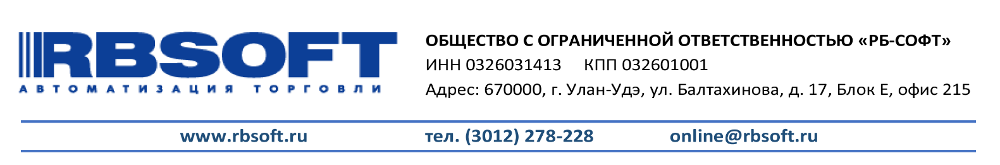 RBSOFT
АВТОМАТИЗАЦИЯ ТОРГОВЛИ
ОБЩЕСТВО С ОГРАНИЧЕННОЙ ОТВЕТСТВЕННОСТЬЮ «РБ-СОФТ»
ИНН 0326031413 КПП 032601001
Адрес: 670000, г. Улан-Удэ, ул. Балтахинова, д. 17, Блок Е, офис 215
www.rbsoft.ru тел. (3012) 278-228 online@rbsoft.ru